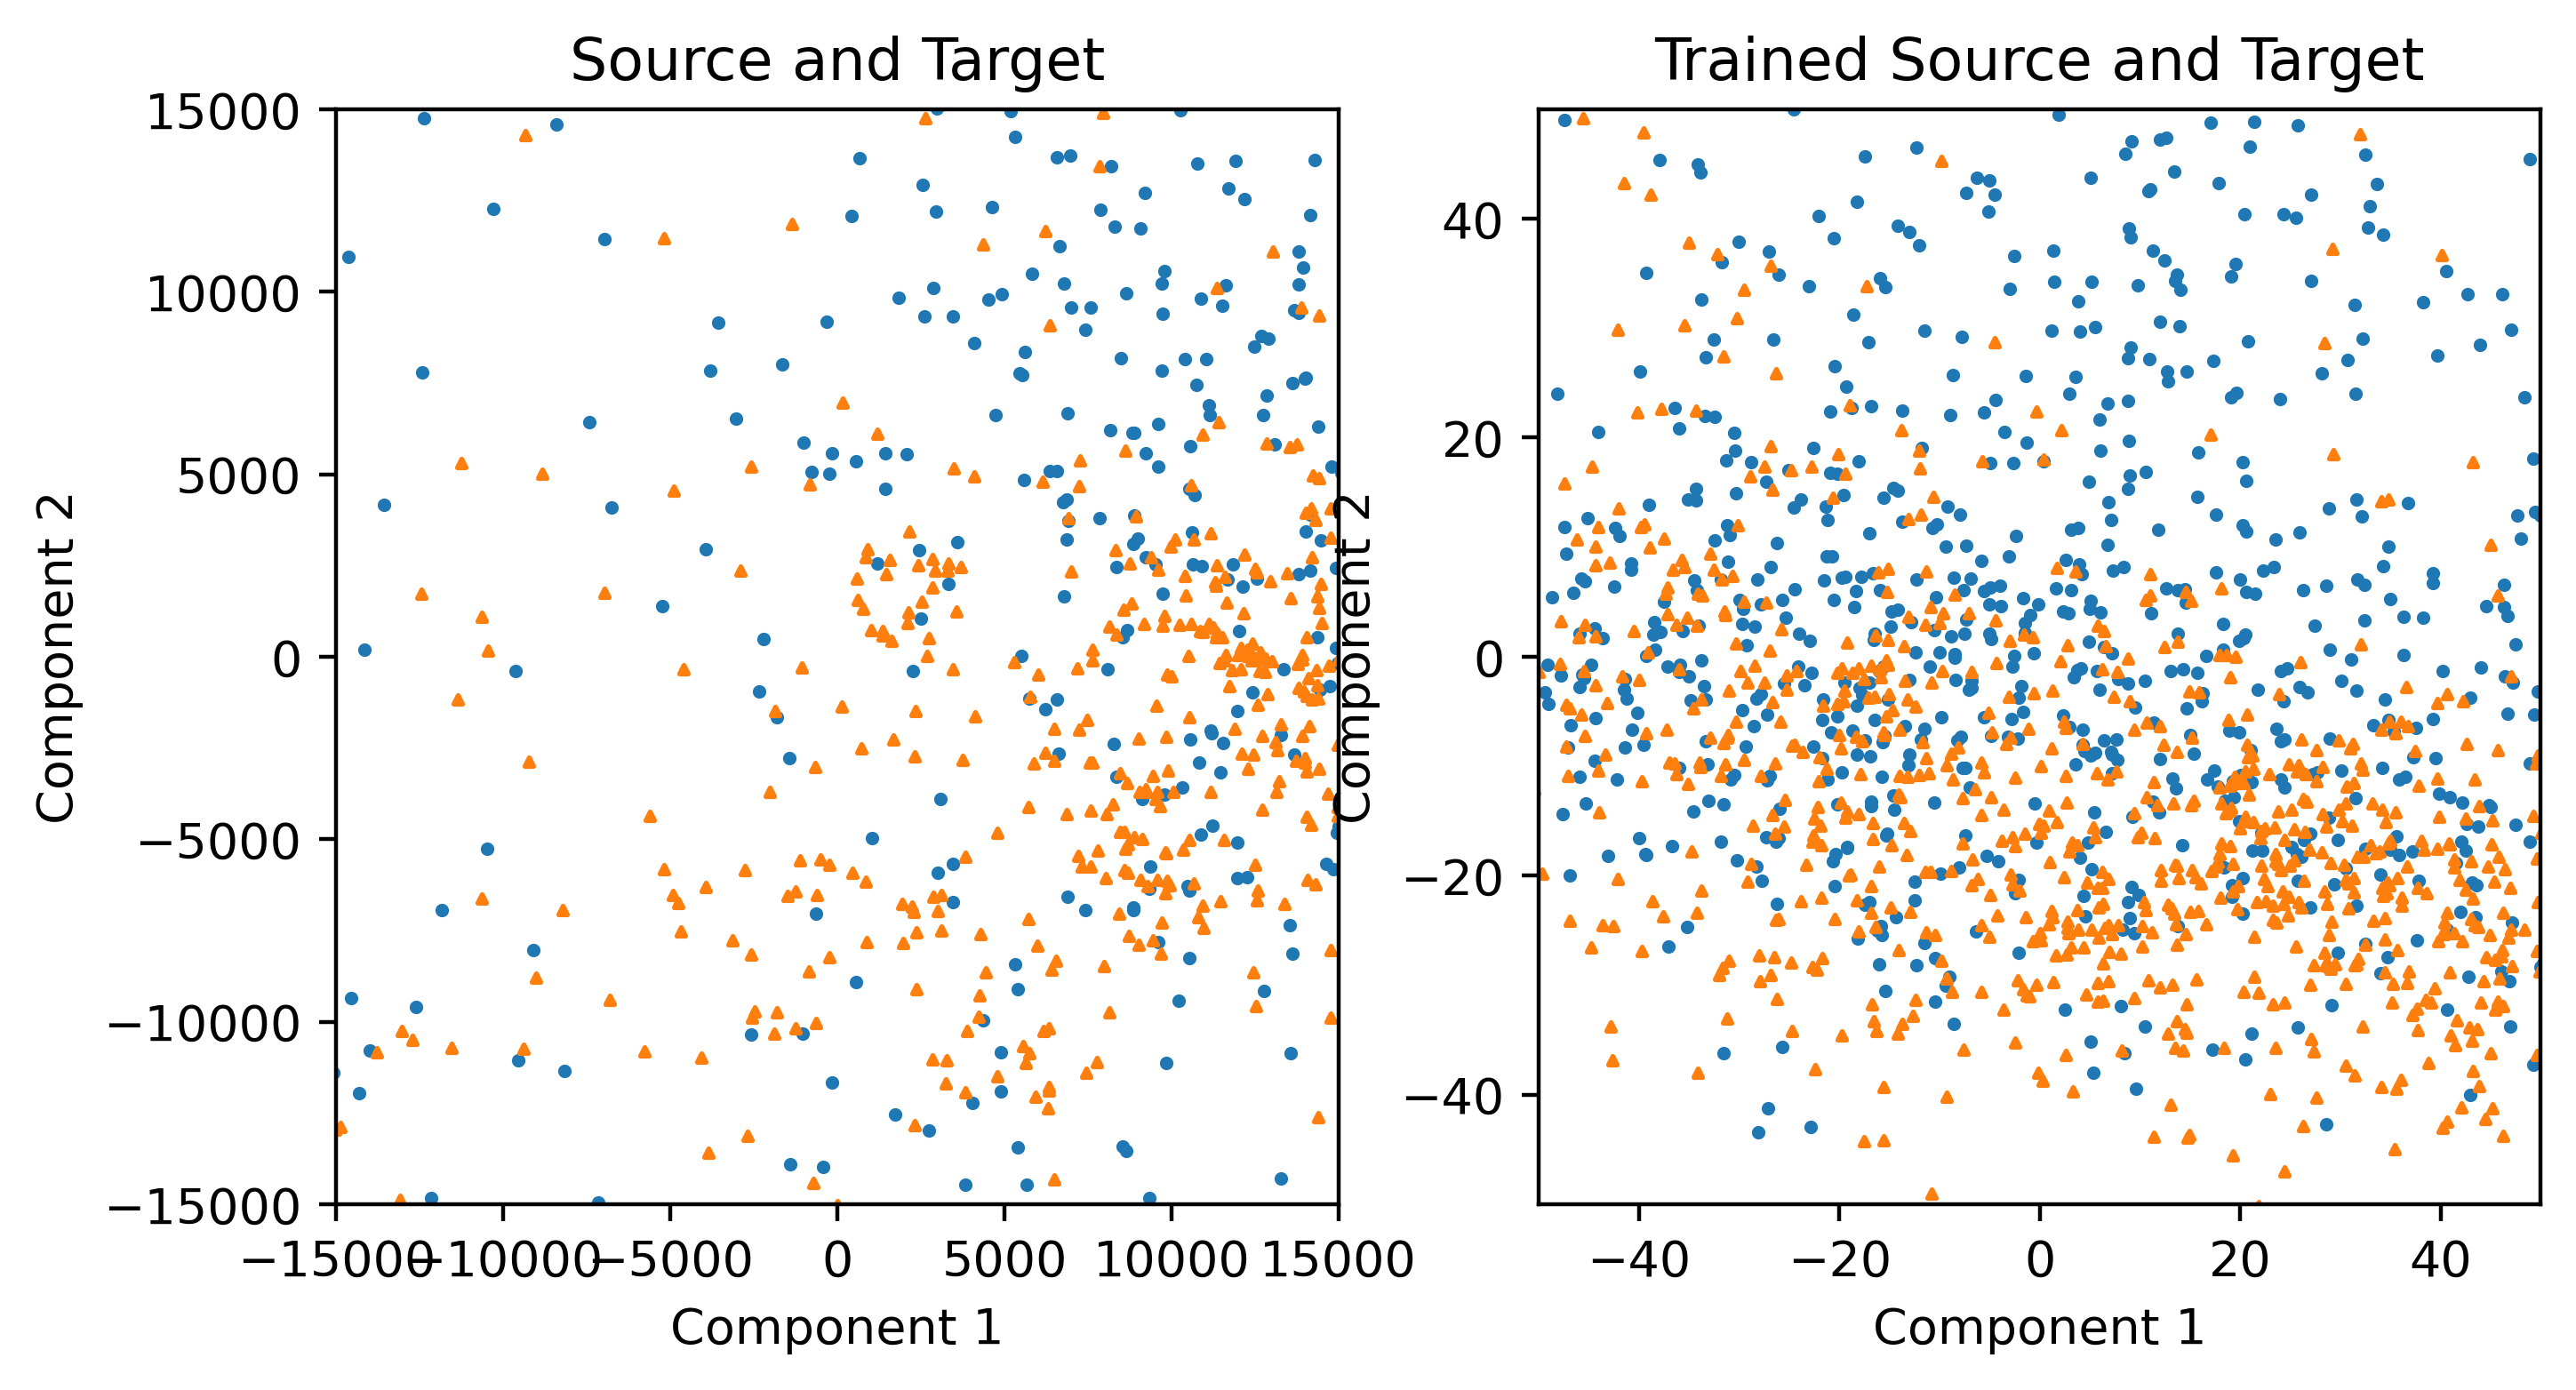 Source and Target
15000
10000
5000
0
−5000
−10000
−15000
Component 2
−15000 −10000 −5000 0 5000 10000 15000
Component 1
Trained Source and Target
40
20
0
−20
−40
Component 2
−40 −20 0 20 40
Component 1